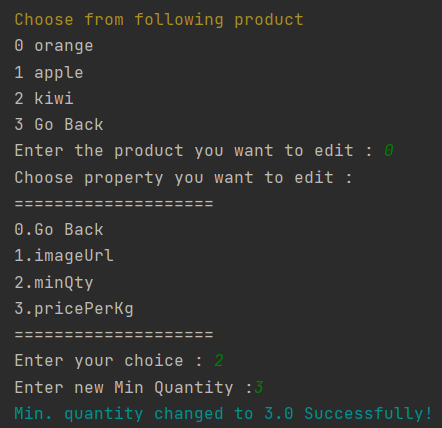 Choose from following product
0 orange
1 apple
2 kiwi
3 Go Back
Enter the product you want to edit : 0
Choose property you want to edit :
====================
0.Go Back
1.imageUrl
2.minQty
3.pricePerKg
====================
Enter your choice : 2
Enter new Min Quantity :3
Min. quantity changed to 3.0 Successfully!